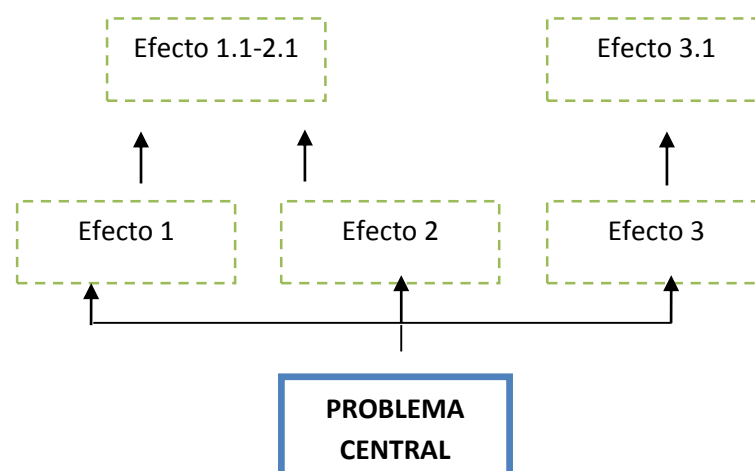 Efecto 1.1-2.1
Efecto 3.1
Efecto 1
Efecto 2
Efecto 3
PROBLEMA
CENTRAL